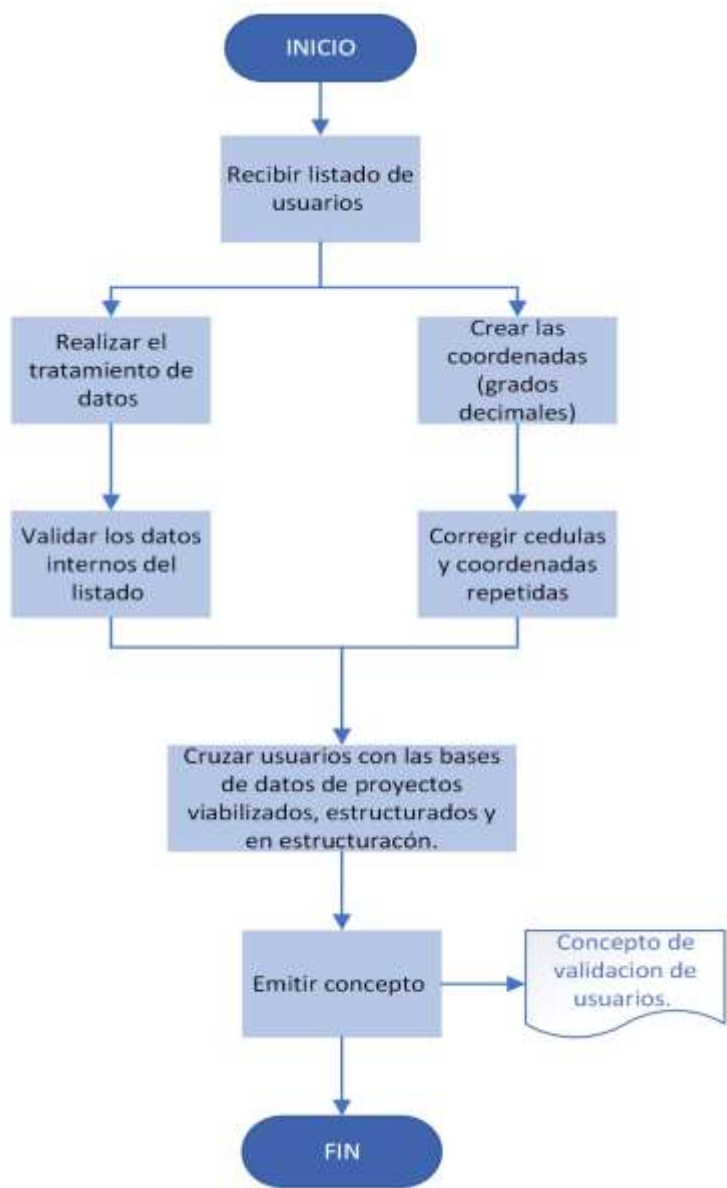 INICIO
Recibir listado de
usuarios
Realizar el
tratamiento de
datos
Crear las
coordenadas
(grados
decimales)
Validar los datos
internos del
listado
Corregir cedulas
y coordenadas
repetidas
Cruzar usuarios con las bases
de datos de proyectos
viabilizados, estructurados y
en estructuracón.
Emitir concepto
Concepto de
validacion de
usuarios.
FIN